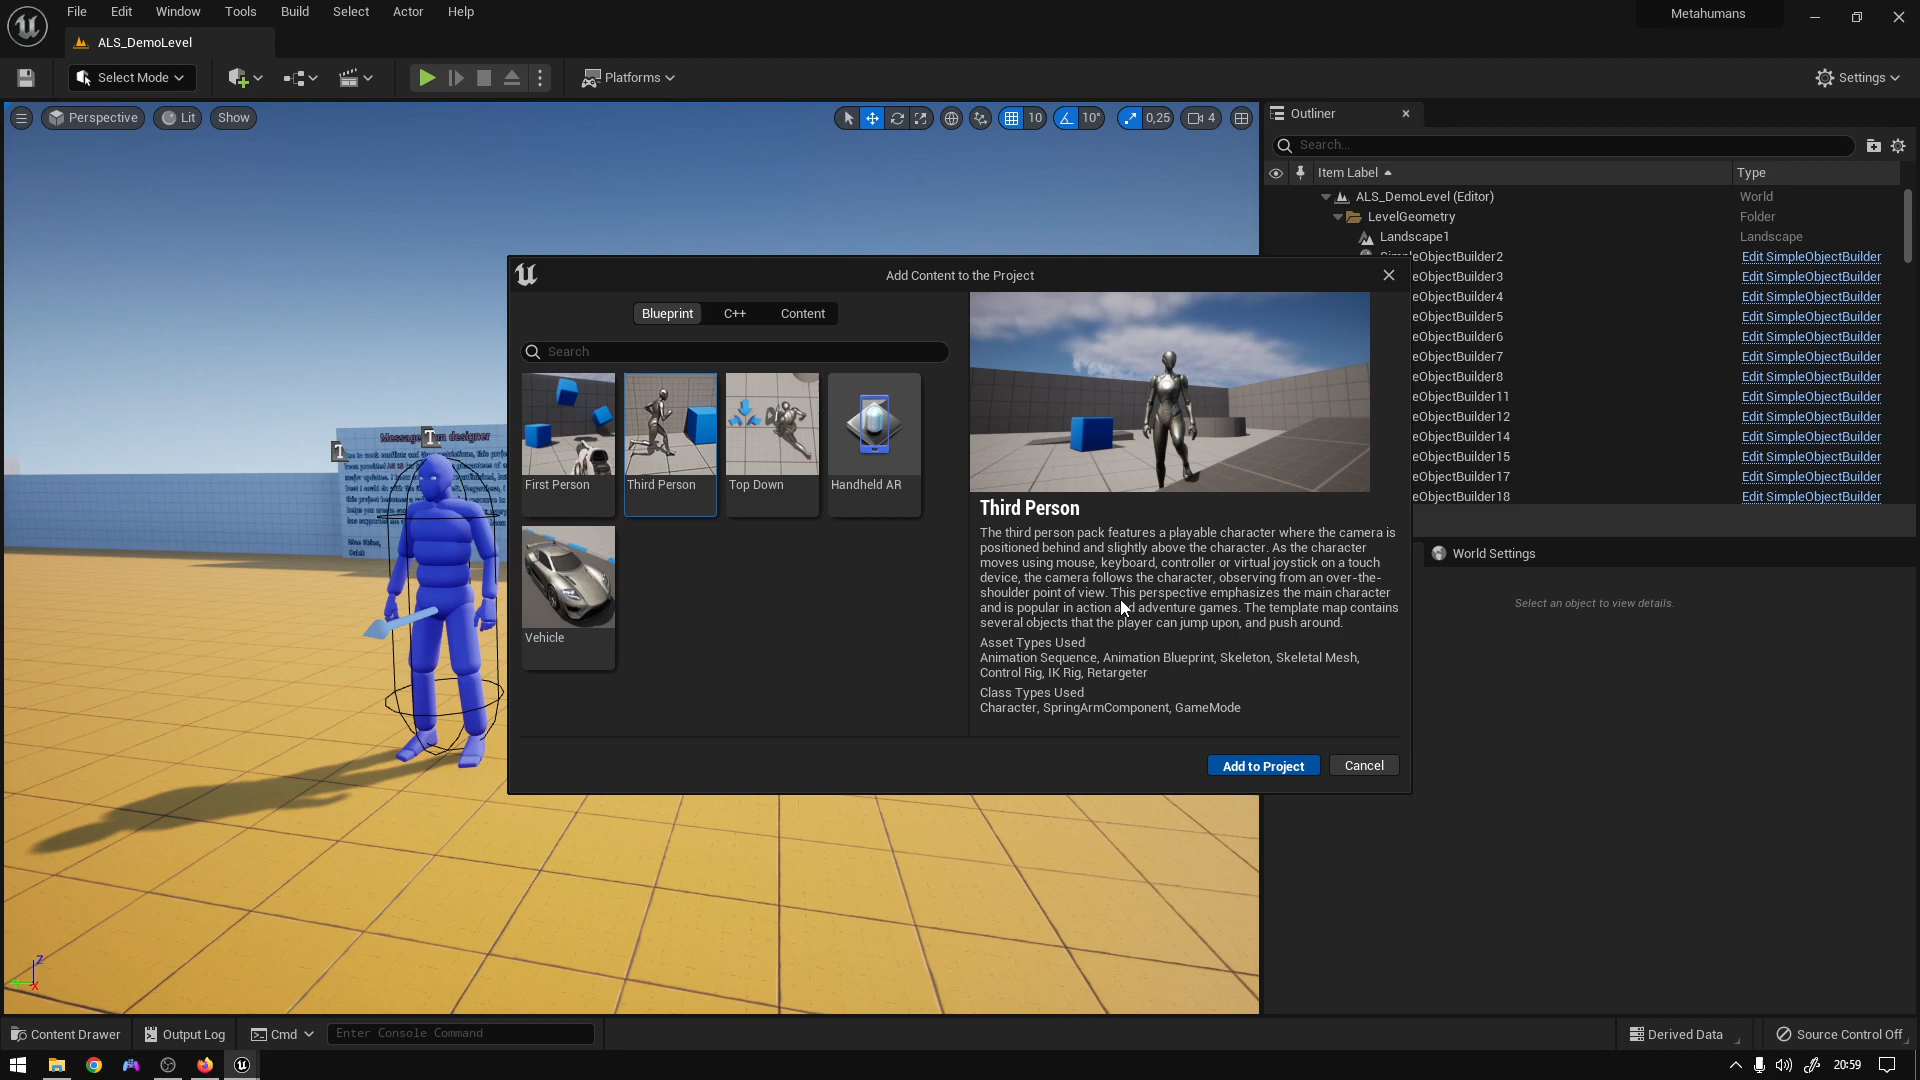 File Edit Window Tools Build Select Actor Help
Metahumans
ALS_DemoLevel
Select Mode
Platforms
Settings
Perspective
Lit
Show
10
10°
0,25
4
Outliner
Search...
Item Label
Type
ALS_DemoLevel (Editor) World
LevelGeometry Folder
Landscape1 Landscape
eObjectBuilder2 Edit SimpleObjectBuilder
eObjectBuilder3 Edit SimpleObjectBuilder
eObjectBuilder4 Edit SimpleObjectBuilder
eObjectBuilder5 Edit SimpleObjectBuilder
eObjectBuilder6 Edit SimpleObjectBuilder
eObjectBuilder7 Edit SimpleObjectBuilder
eObjectBuilder8 Edit SimpleObjectBuilder
eObjectBuilder11 Edit SimpleObjectBuilder
eObjectBuilder12 Edit SimpleObjectBuilder
eObjectBuilder14 Edit SimpleObjectBuilder
eObjectBuilder15 Edit SimpleObjectBuilder
eObjectBuilder17 Edit SimpleObjectBuilder
eObjectBuilder18 Edit SimpleObjectBuilder
World Settings
Select an object to view details.
Add Content to the Project
Blueprint C++ Content
Search
First Person
Third Person
Top Down
Handheld AR
Vehicle
Third Person
The third person pack features a playable character where the camera is
positioned behind and slightly above the character. As the character
moves using mouse, keyboard, controller or virtual joystick on a touch
device, the camera follows the character, observing from an over-the-
shoulder point of view. This perspective emphasizes the main character
and is popular in action and adventure games. The template map contains
several objects that the player can jump upon, and push around.
Asset Types Used
Animation Sequence, Animation Blueprint, Skeleton, Skeletal Mesh,
Control Rig, IK Rig, Retargeter
Class Types Used
Character, SpringArmComponent, GameMode
Add to Project
Cancel
Message designer
T
T
Z
X
Content Drawer
Output Log
Cmd
Enter Console Command
Derived Data
Source Control Off
20:59